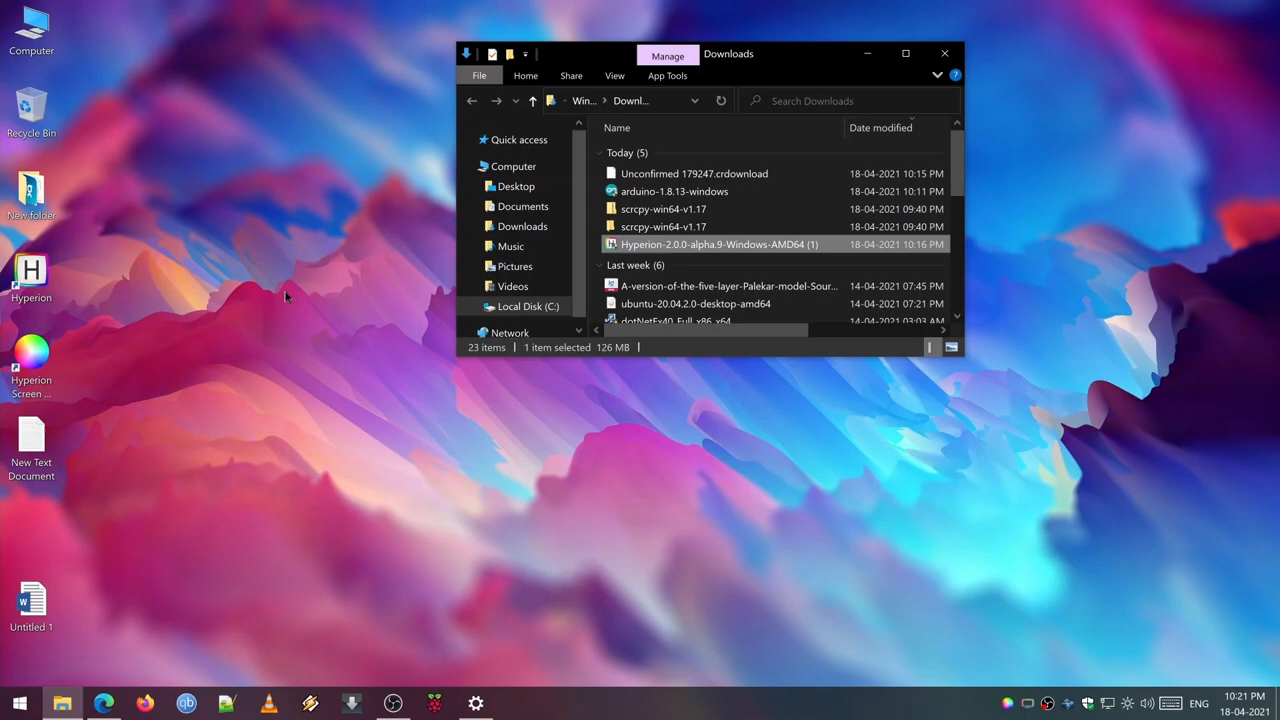 Computer
Recycle Bin
New folder
H
Hyperion
Hyperion
Screen ...
New Text
Document
W
Untitled 1
Manage
Downloads
File
Home
Share
View
App Tools
?
Win...
Downl...
Search Downloads
Quick access
Computer
Desktop
Documents
Downloads
Music
Pictures
Videos
Local Disk (C:)
Network
Name
Date modified
Today (5)
Unconfirmed 179247.crdownload 18-04-2021 10:15 PM
arduino-1.8.13-windows 18-04-2021 10:11 PM
scrcpy-win64-v1.17 18-04-2021 09:40 PM
scrcpy-win64-v1.17 18-04-2021 09:40 PM
Hyperion-2.0.0-alpha.9-Windows-AMD64 (1) 18-04-2021 10:16 PM
Last week (6)
A-version-of-the-five-layer-Palekar-model-Sour... 14-04-2021 07:45 PM
ubuntu-20.04.2.0-desktop-amd64 14-04-2021 07:21 PM
dotNetFx40_Full_x86_x64 14-04-2021 03:03 AM
23 items
1 item selected 126 MB
qb
ENG
10:21 PM
18-04-2021